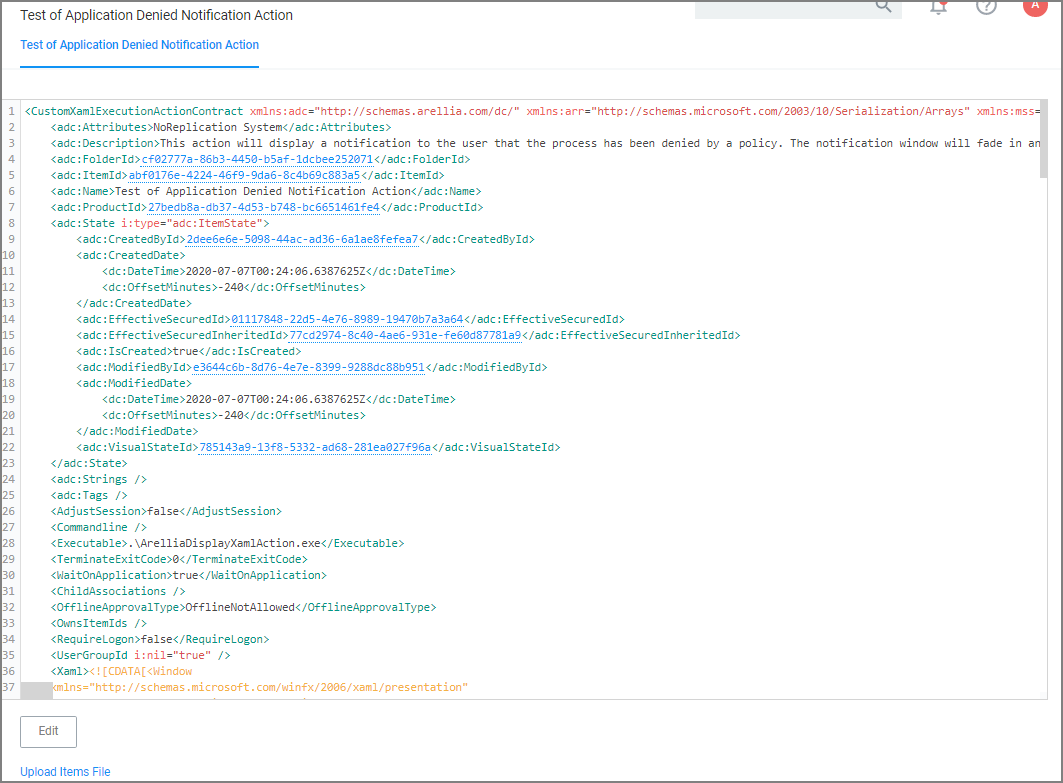 Test of Application Denied Notification Action
A
Test of Application Denied Notification Action
1 <CustomXamlExecutionActionContract xmlns:adc="http://schemas.arellia.com/dc/" xmlns:arr="http://schemas.microsoft.com/2003/10/Serialization/Arrays" xmlns:mss=
2 <adc:Attributes>NoReplication System</adc:Attributes>
3 <adc:Description>This action will display a notification to the user that the process has been denied by a policy. The notification window will fade in an
4 <adc:FolderId>cf02777a-86b3-4450-b5af-1dcbee252071</adc:FolderId>
5 <adc:ItemId>abf0176e-4224-46f9-9da6-8c4b69c883a5</adc:ItemId>
6 <adc:Name>Test of Application Denied Notification Action</adc:Name>
7 <adc:ProductId>27bedb8a-db37-4d53-b748-bc6651461fe4</adc:ProductId>
8 <adc:State i:type="adc:ItemState">
9 <adc:CreatedById>2dee6e6e-5098-44ac-ad36-6a1ae8fefea7</adc:CreatedById>
10 <adc:CreatedDate>
11 <dc:DateTime>2020-07-07T00:24:06.6387625Z</dc:DateTime>
12 <dc:OffsetMinutes>-240</dc:OffsetMinutes>
13 </adc:CreatedDate>
14 <adc:EffectiveSecuredId>01117848-22d5-4e76-8989-19470b7a3a64</adc:EffectiveSecuredId>
15 <adc:EffectiveSecuredInheritedId>77cd2974-8c40-4ae6-931e-fe60d87781a9</adc:EffectiveSecuredInheritedId>
16 <adc:IsCreated>true</adc:IsCreated>
17 <adc:ModifiedById>e3644c6b-8d76-4e7e-8399-9288dc88b951</adc:ModifiedById>
18 <adc:ModifiedDate>
19 <dc:DateTime>2020-07-07T00:24:06.6387625Z</dc:DateTime>
20 <dc:OffsetMinutes>-240</dc:OffsetMinutes>
21 </adc:ModifiedDate>
22 <adc:VisualStateId>785143a9-13f8-5332-ad68-281ea027f96a</adc:VisualStateId>
23 </adc:State>
24 <adc:Strings />
25 <adc:Tags />
26 <AdjustSession>false</AdjustSession>
27 <Commandline />
28 <Executable>.\ArelliaDisplayXamlAction.exe</Executable>
29 <TerminateExitCode>0</TerminateExitCode>
30 <WaitOnApplication>true</WaitOnApplication>
31 <ChildAssociations />
32 <OfflineApprovalType>OfflineNotAllowed</OfflineApprovalType>
33 <OwnsItemIds />
34 <RequireLogon>false</RequireLogon>
35 <UserGroupId i:nil="true" />
36 <Xaml><![CDATA[<Window
37 xmlns="http://schemas.microsoft.com/winfx/2006/xaml/presentation"
Edit
Upload Items File